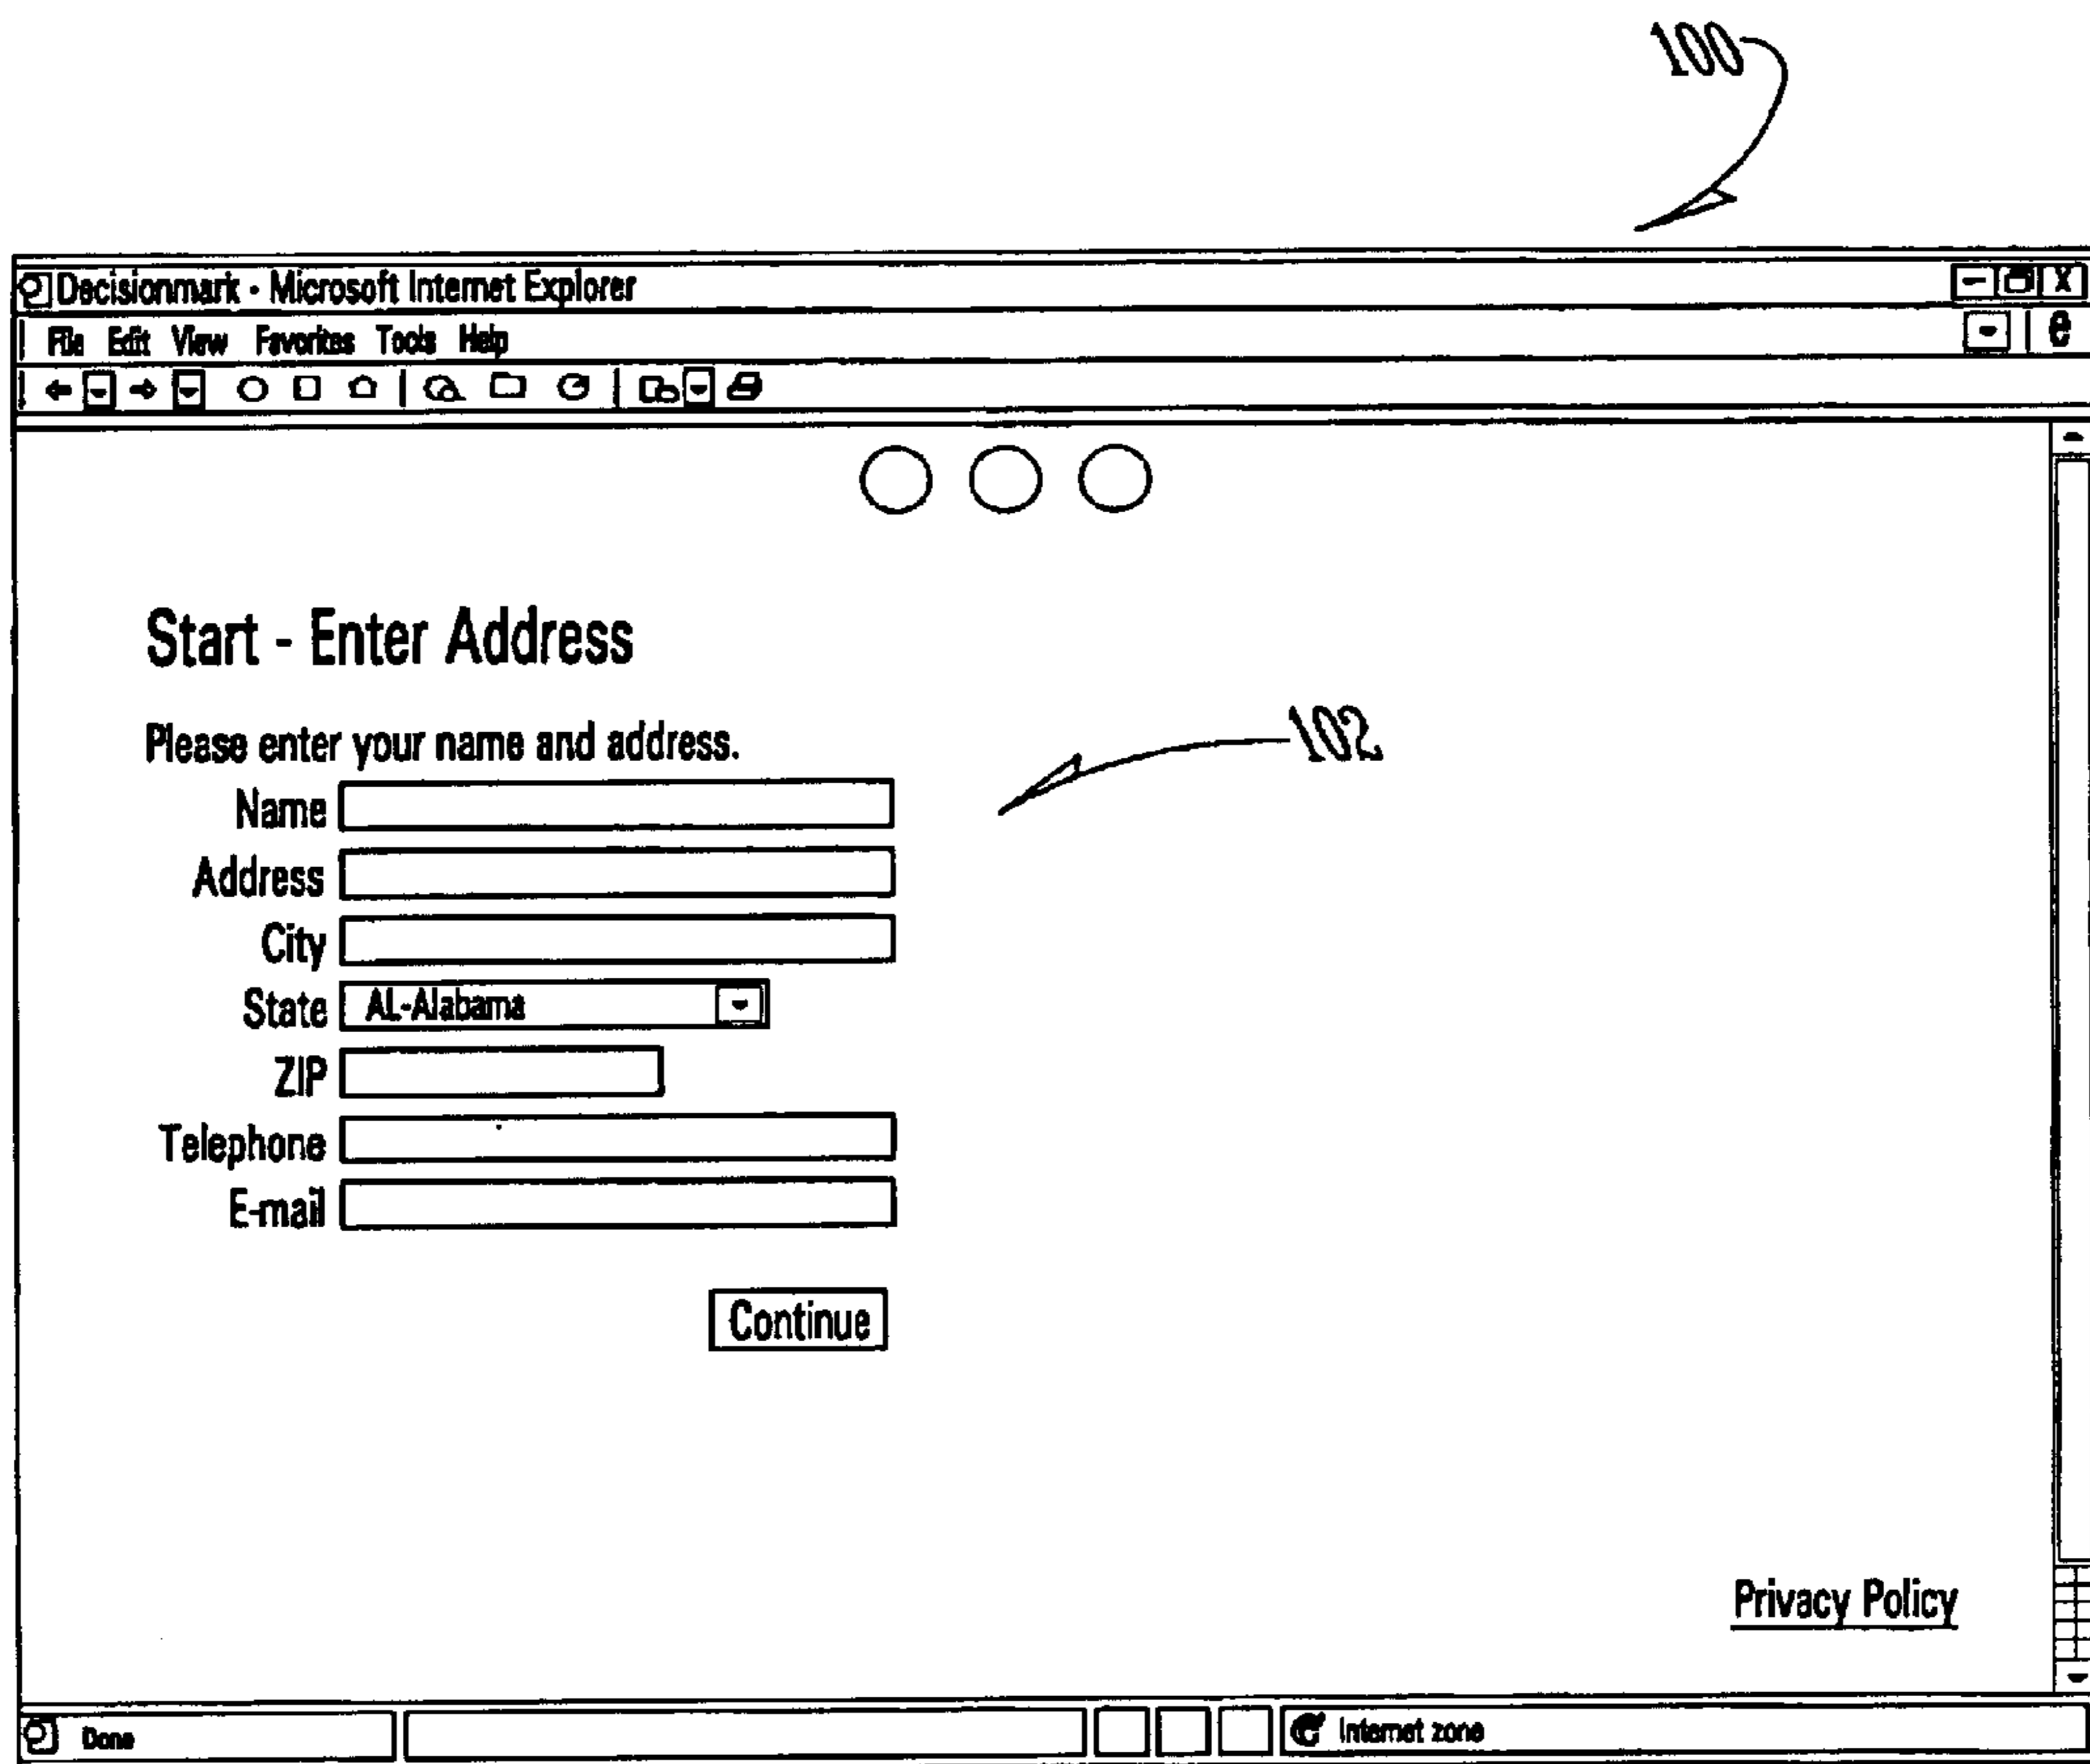 100
Decisionmark - Microsoft Internet Explorer
File Edit View Favorites Tools Help
e
Start - Enter Address
Please enter your name and address.
102
Name
Address
City
State AL-Alabama
ZIP
Telephone
E-mail
Continue
Privacy Policy
Done Internet zone